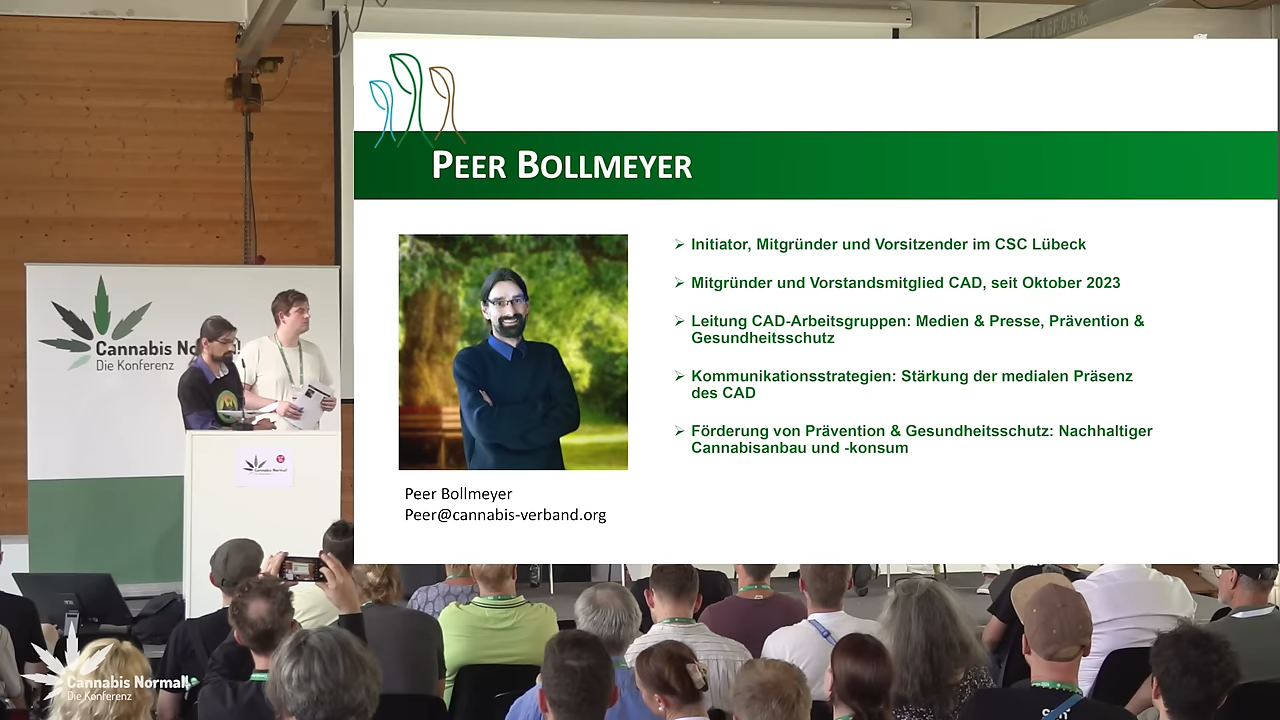 PEER BOLLMEYER
Initiator, Mitgründer und Vorsitzender im CSC Lübeck
Mitgründer und Vorstandsmitglied CAD, seit Oktober 2023
Leitung CAD-Arbeitsgruppen: Medien & Presse, Prävention &
Gesundheitsschutz
Kommunikationsstrategien: Stärkung der medialen Präsenz
des CAD
Förderung von Prävention & Gesundheitsschutz: Nachhaltiger
Cannabisanbau und -konsum
Peer Bollmeyer
Peer@cannabis-verband.org
Cannabis No
Die Konferenz
Cannabis Normal!
Cannabis Normal!
Die Konferenz